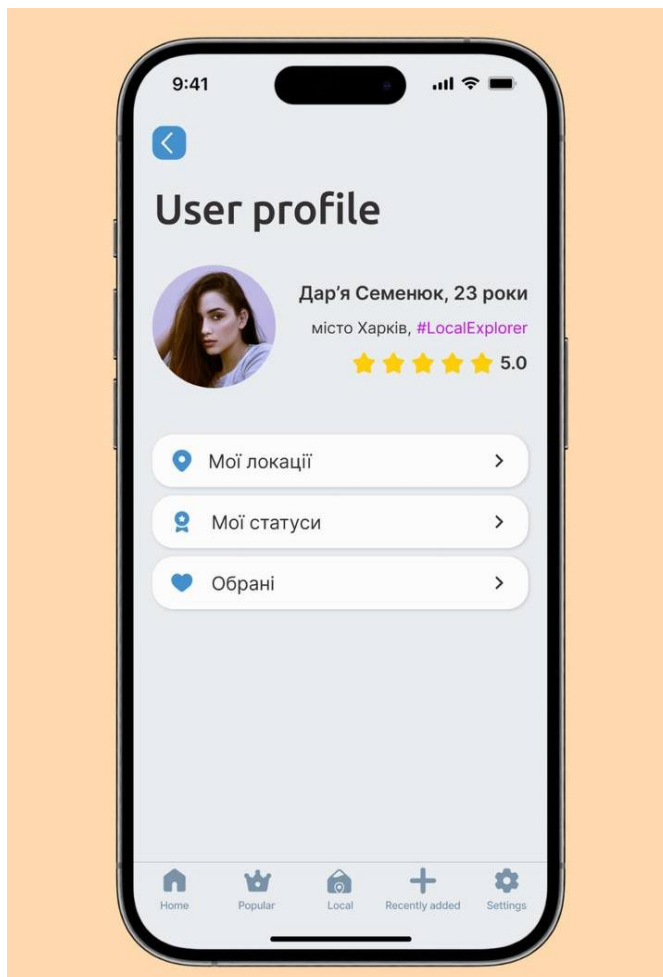 9:41
User profile
Дар’я Семенюк, 23 роки
місто Харків, #LocalExplorer
5.0
Мої локації
Мої статуси
Обрані
Home Popular Local Recently added Settings